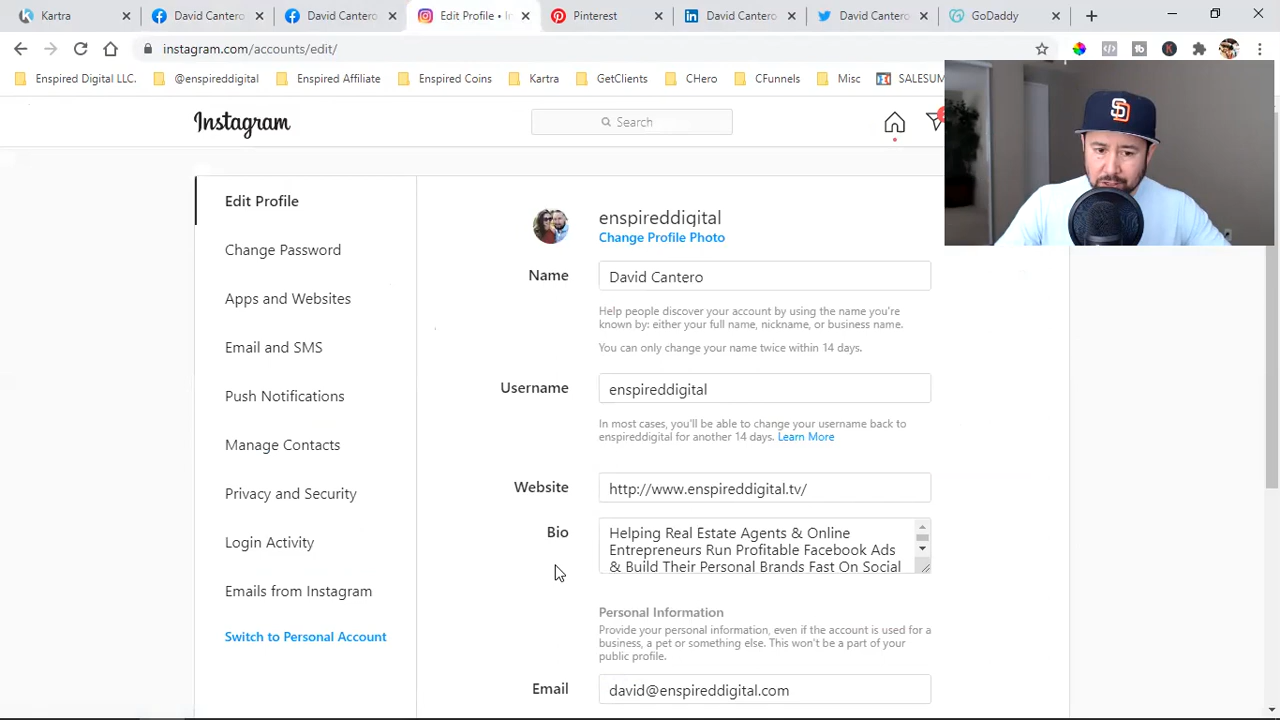 Kartra
David Cantero
David Cantero
Edit Profile • In
Pinterest
David Cantero
David Cantero
GoDaddy
instagram.com/accounts/edit/
Enspired Digital LLC.
@enspireddigital
Enspired Affiliate
Enspired Coins
Kartra
GetClients
CHero
CFunnels
Misc
SALESUM
Instagram
Search
SD
Edit Profile
Change Password
Apps and Websites
Email and SMS
Push Notifications
Manage Contacts
Privacy and Security
Login Activity
Emails from Instagram
Switch to Personal Account
enspireddigital
Change Profile Photo
Name
David Cantero
Help people discover your account by using the name you're
known by: either your full name, nickname, or business name.
You can only change your name twice within 14 days.
Username
enspireddigital
In most cases, you'll be able to change your username back to
enspireddigital for another 14 days. Learn More
Website
http://www.enspireddigital.tv/
Bio
Helping Real Estate Agents & Online
Entrepreneurs Run Profitable Facebook Ads
& Build Their Personal Brands Fast On Social
Personal Information
Provide your personal information, even if the account is used for a
business, a pet or something else. This won't be a part of your
public profile.
Email
david@enspireddigital.com